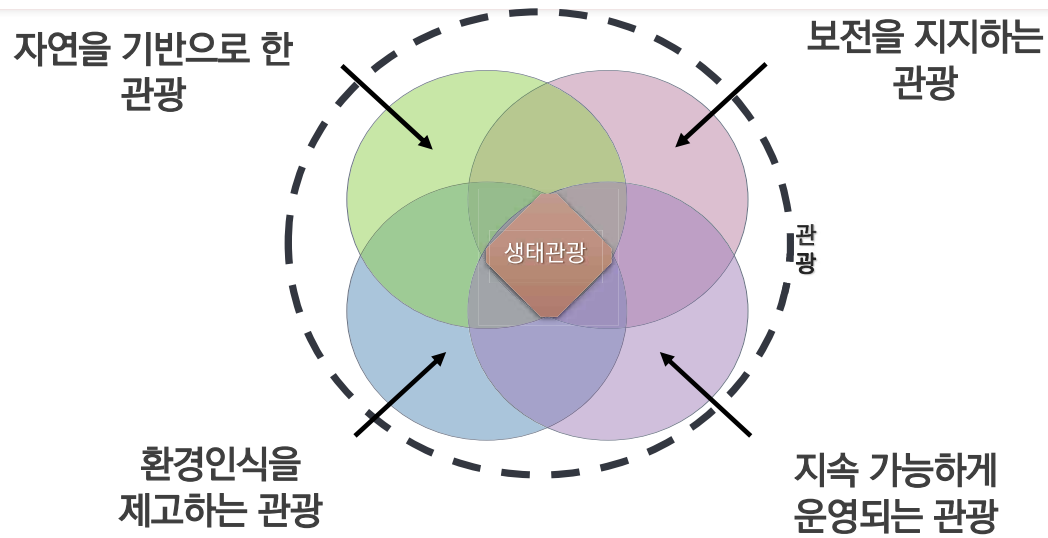 자연을 기반으로 한
관광
보전을 지지하는
관광
생태관광
관
광
환경인식을
제고하는 관광
지속 가능하게
운영되는 관광